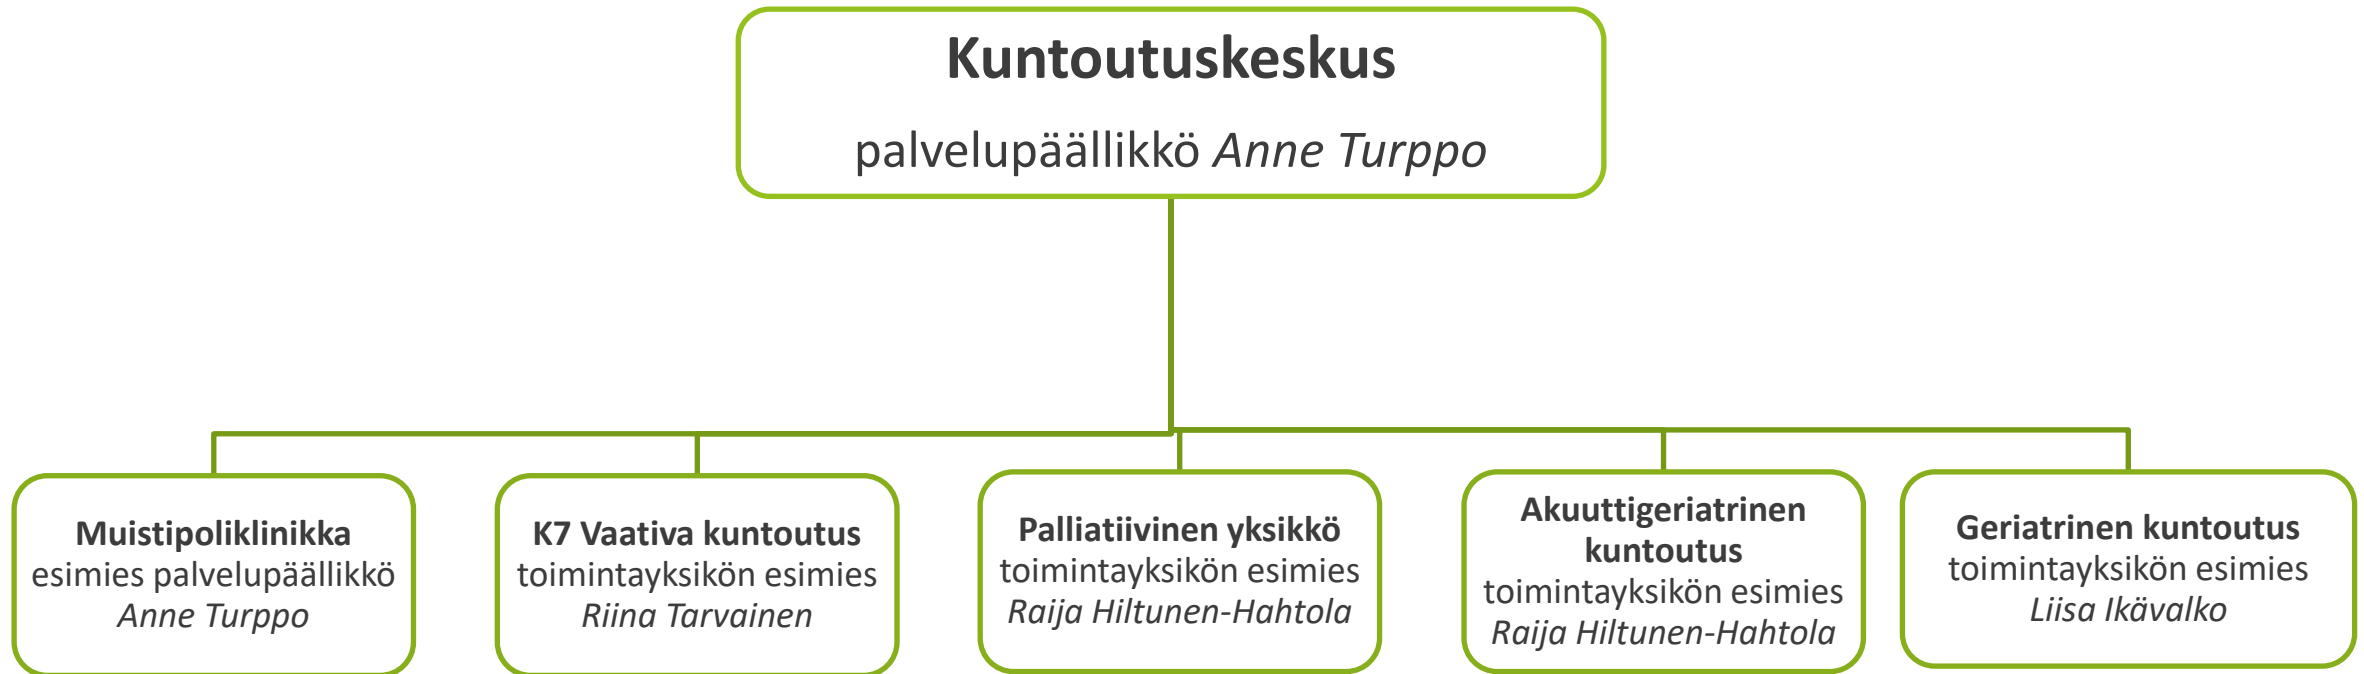 Kuntoutuskeskus
palvelupäällikkö Anne Turppo
Muistipoliklinikka
esimies palvelupäällikkö
Anne Turppo
K7 Vaativa kuntoutus
toimintayksikön esimies
Riina Tarvainen
Palliatiivinen yksikkö
toimintayksikön esimies
Raija Hiltunen-Hahtola
Akuuttigeriatrinen
kuntoutus
toimintayksikön esimies
Raija Hiltunen-Hahtola
Geriatrinen kuntoutus
toimintayksikön esimies
Liisa Ikävalko